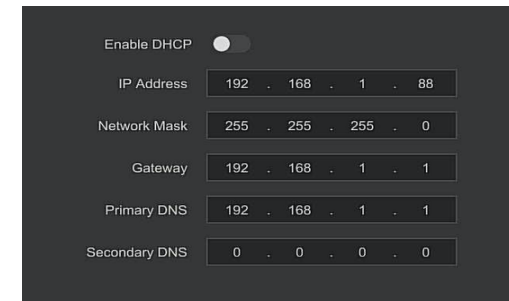 Enable DHCP
IP Address 192 . 168 . 1 . 88
Network Mask 255 . 255 . 255 . 0
Gateway 192 . 168 . 1 . 1
Primary DNS 192 . 168 . 1 . 1
Secondary DNS 0 . 0 . 0 . 0